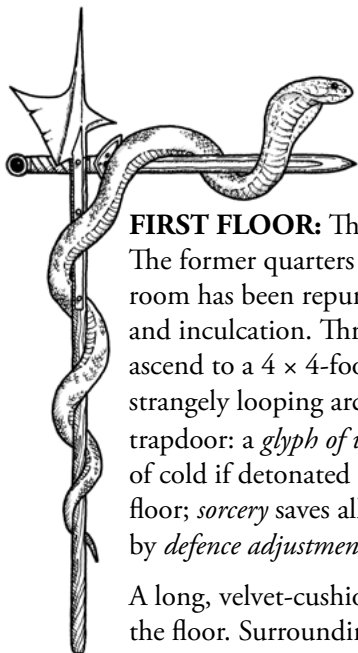 FIRST FLOOR: Th
The former quarters
room has been repur
and inculcation. Thr
ascend to a 4 × 4-foo
strangely looping arc
trapdoor: a glyph of
of cold if detonated
floor; sorcery saves al
by defence adjustmen
A long, velvet-cushio
the floor. Surroundin